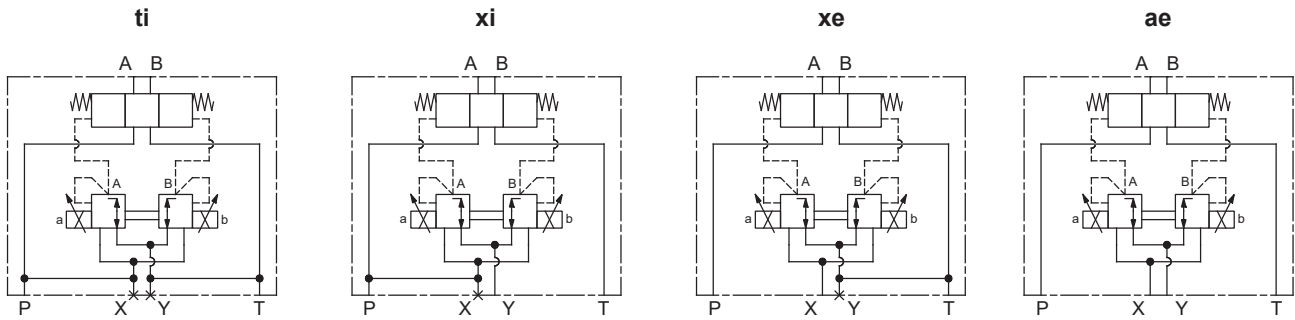 ti xi xe ae
A B A B A B A B
A B A B A B A B
a b a b a b a b
P X Y T P X Y T P X Y T P X Y T